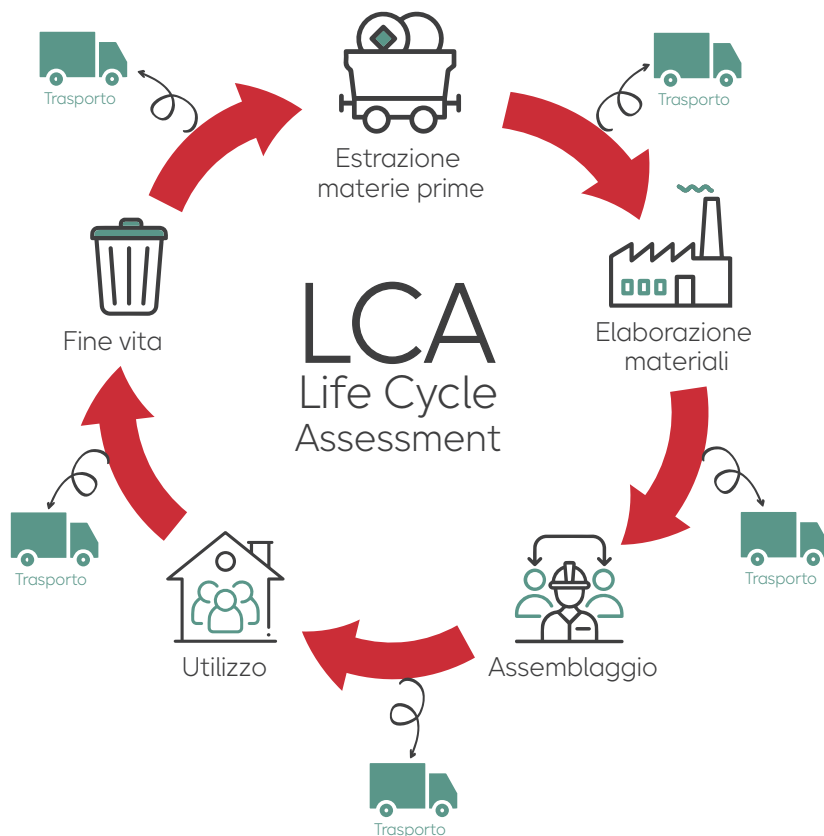 Trasporto
Trasporto
Estrazione
materie prime
LCA
Life Cycle
Assessment
Fine vita
Elaborazione
materiali
Trasporto
Trasporto
Utilizzo
Assemblaggio
Trasporto